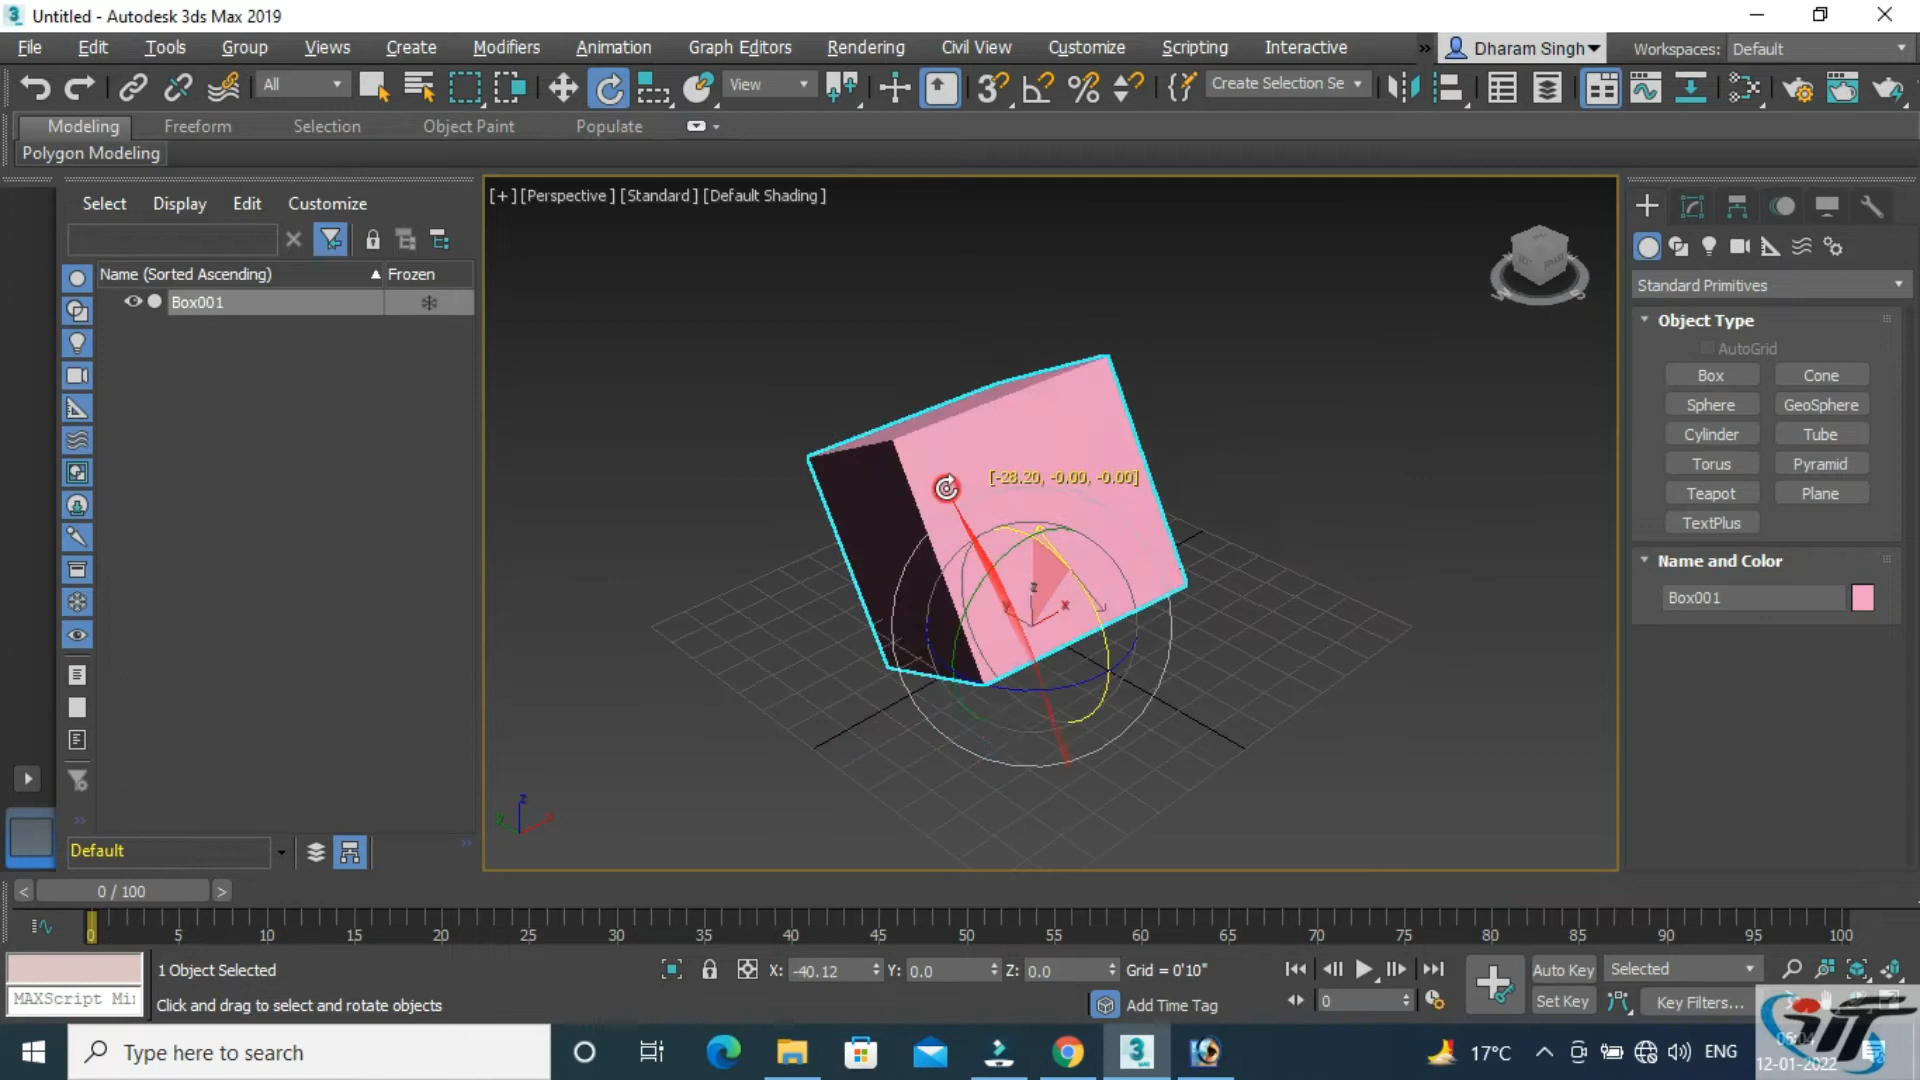 Untitled - Autodesk 3ds Max 2019
File Edit Tools Group Views Create Modifiers Animation Graph Editors Rendering Civil View Customize Scripting Interactive Dharam Singh Workspaces: Default
All View Create Selection Se
Modeling Freeform Selection Object Paint Populate
Polygon Modeling
Select Display Edit Customize
[+] [Perspective] [Standard] [Default Shading]
Name (Sorted Ascending) Frozen
Box001
Standard Primitives
Object Type
AutoGrid
Box Cone
Sphere GeoSphere
Cylinder Tube
Torus Pyramid
Teapot Plane
TextPlus
Name and Color
Box001
[-28.20, -0.00, -0.00]
z
x
z
x
y
Default
< 0 / 100 >
0 5 10 15 20 25 30 35 40 45 50 55 60 65 70 75 80 85 90 95 100
1 Object Selected X: -40.12 Y: 0.0 Z: 0.0 Grid = 0'10" Auto Key Selected
MAXScript Mi Click and drag to select and rotate objects Add Time Tag 0 Set Key Key Filters...
Type here to search 17°C ENG
12-01-2022